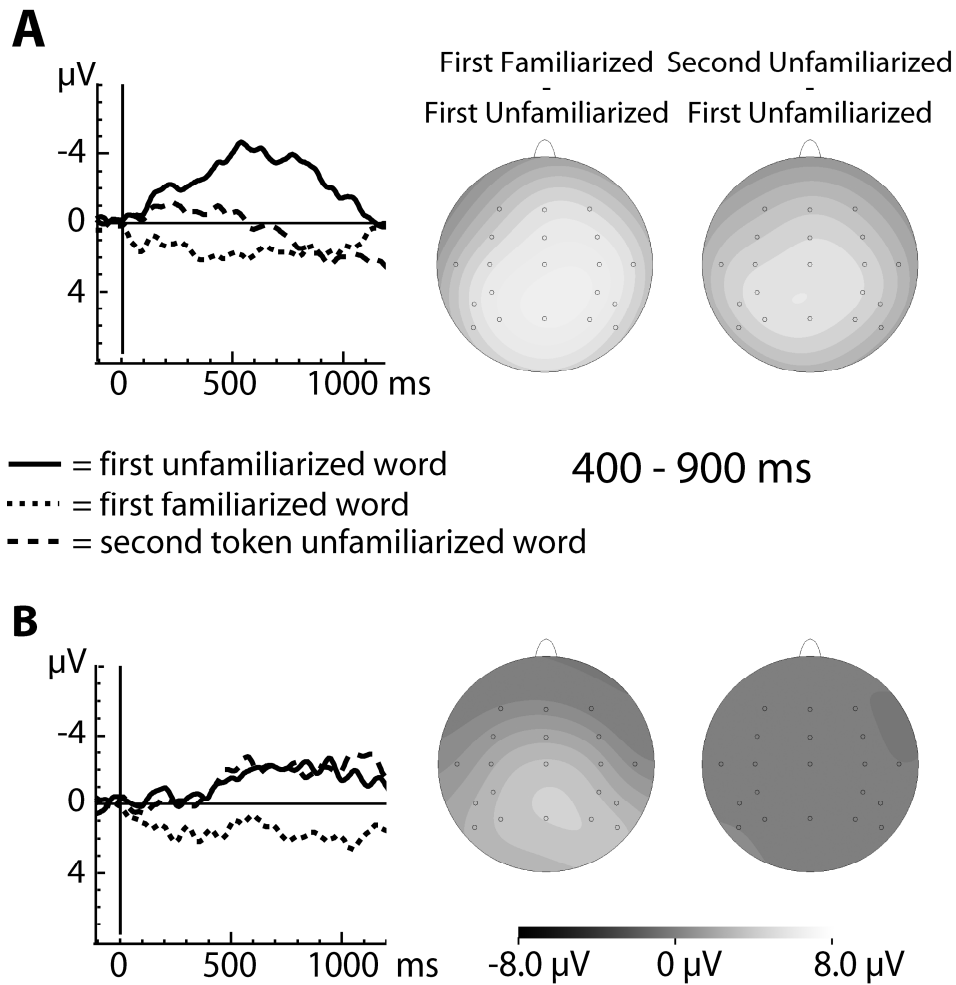 A
μV
First Familiarized
-
First Unfamiliarized
Second Unfamiliarized
-
First Unfamiliarized
-4
0
4
0 500 1000 ms
= first unfamiliarized word
= first familiarized word
= second token unfamiliarized word
400 - 900 ms
B
μV
-4
0
4
0 500 1000 ms
-8.0 μV 0 μV 8.0 μV